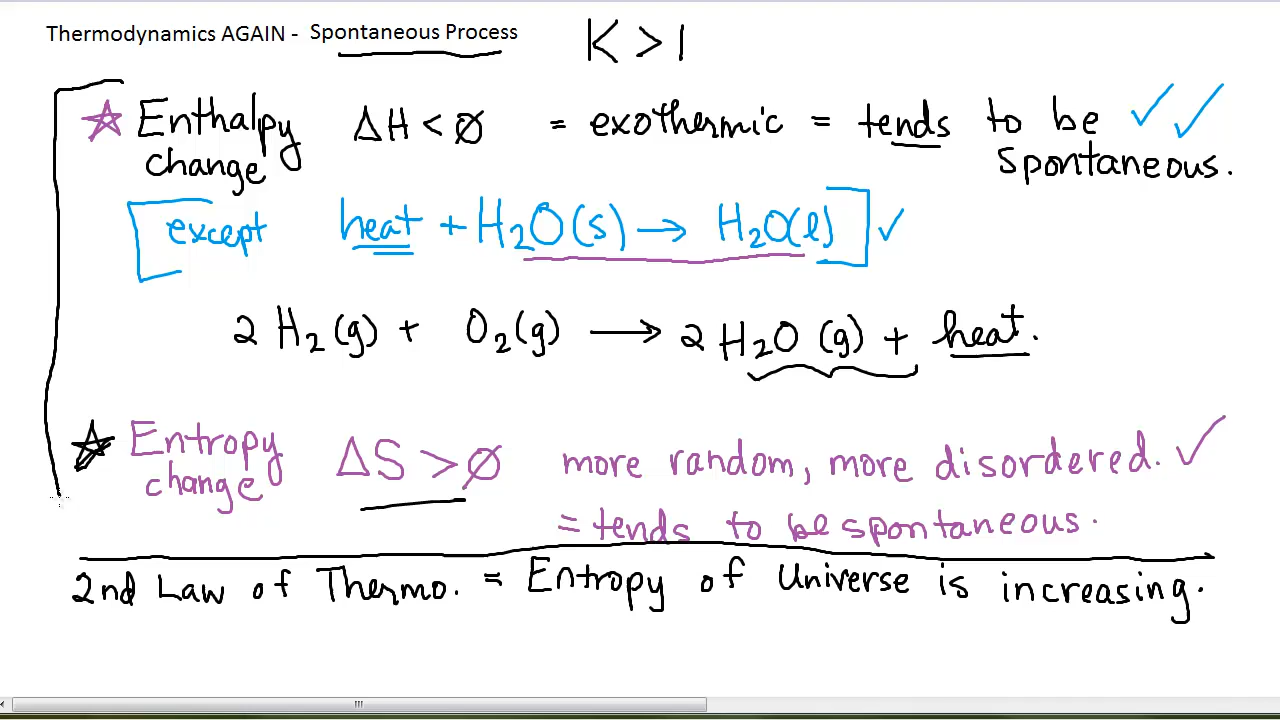 Thermodynamics AGAIN - Spontaneous Process K > 1
Enthalpy change ΔH < ∅ = exothermic = tends to be spontaneous.
except heat + H₂O(s) → H₂O(l)
2 H₂(g) + O₂(g) → 2 H₂O (g) + heat.
Entropy change ΔS > ∅ more random, more disordered.
= tends to be spontaneous.
2nd Law of Thermo. = Entropy of Universe is increasing.